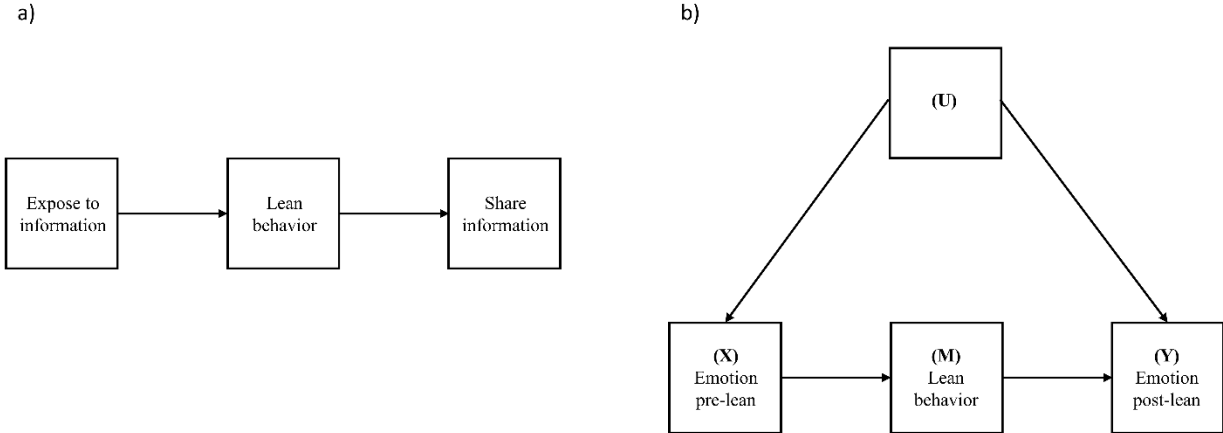 a)
Expose to
information
Lean
behavior
Share
information
b)
(U)
(X)
Emotion
pre-lean
(M)
Lean
behavior
(Y)
Emotion
post-lean